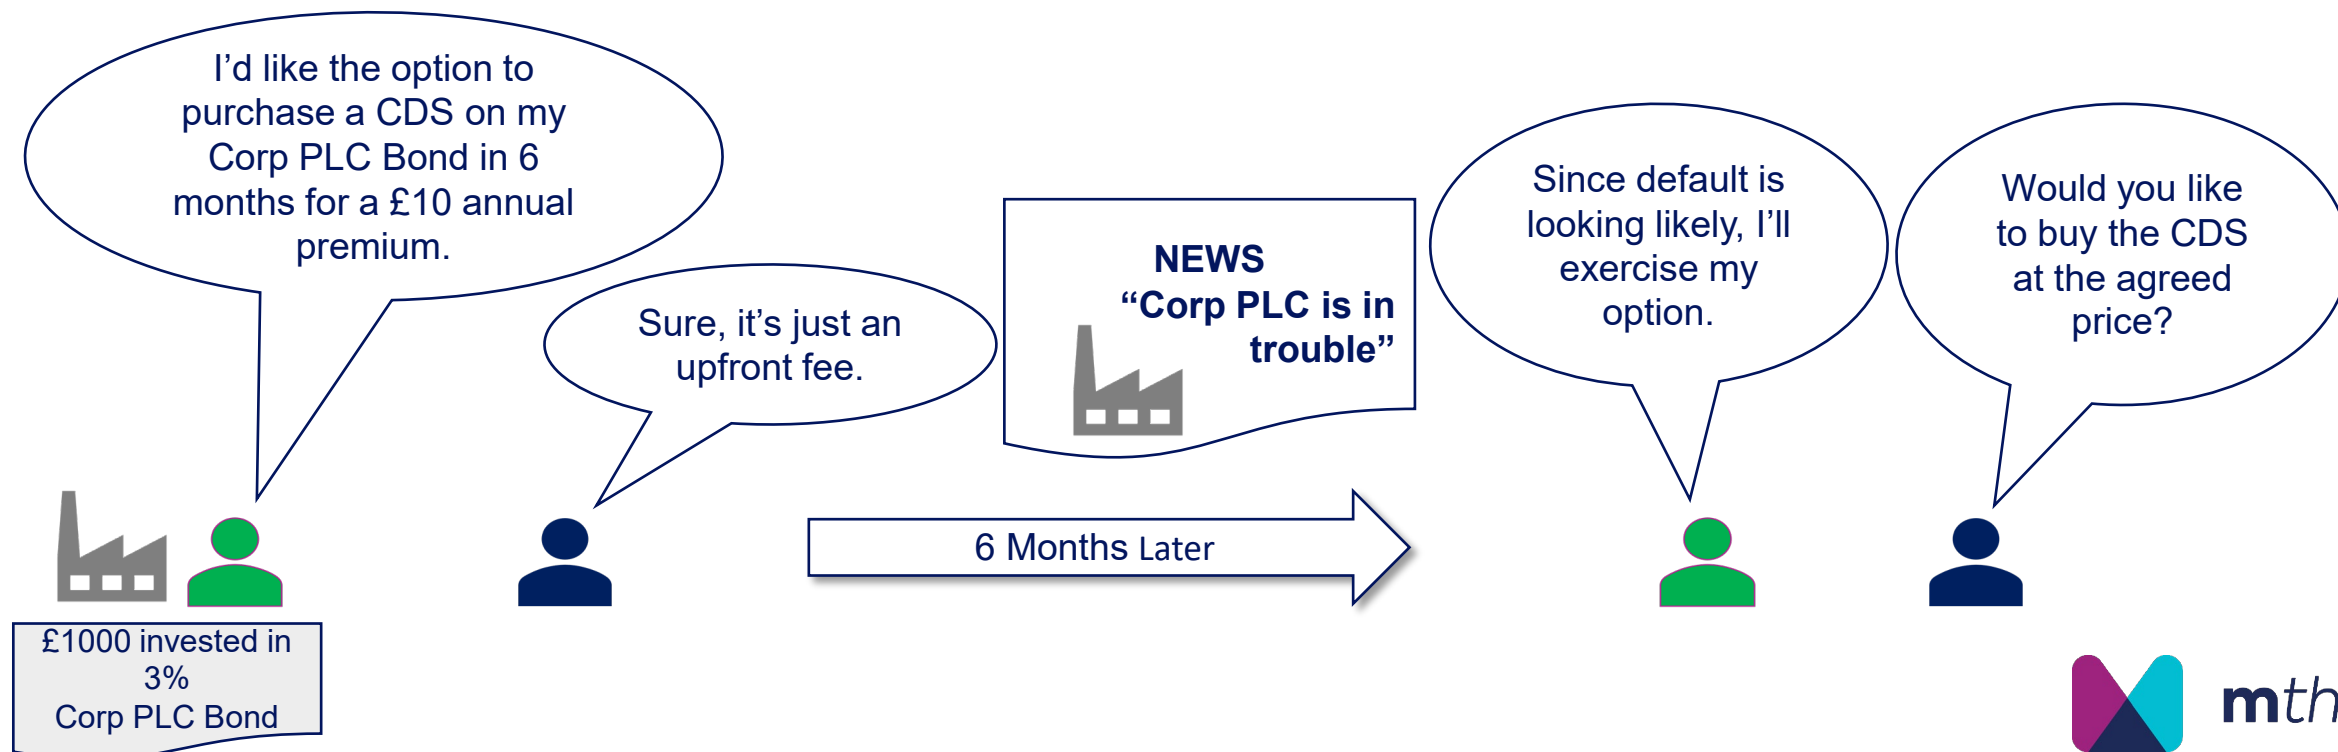 I’d like the option to
purchase a CDS on my
Corp PLC Bond in 6
months for a £10 annual
premium.
Sure, it’s just an
upfront fee.
NEWS
“Corp PLC is in
trouble”
Since default is
looking likely, I’ll
exercise my
option.
Would you like
to buy the CDS
at the agreed
price?
6 Months Later
£1000 invested in
3%
Corp PLC Bond
mth